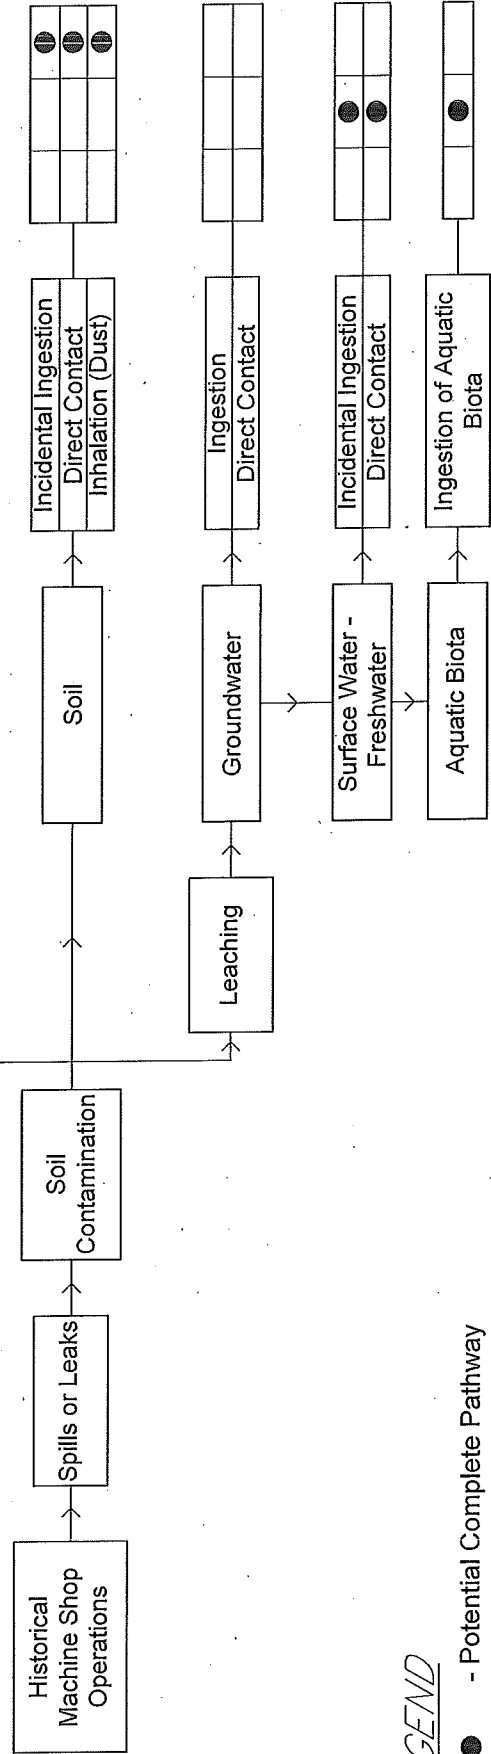 Historical
Machine Shop
Operations
Spills or Leaks
Soil
Contamination
Leaching
Soil
Groundwater
Surface Water -
Freshwater
Aquatic Biota
Incidental Ingestion
Direct Contact
Inhalation (Dust)
Ingestion
Direct Contact
Incidental Ingestion
Direct Contact
Ingestion of Aquatic
Biota
GEND
- Potential Complete Pathway